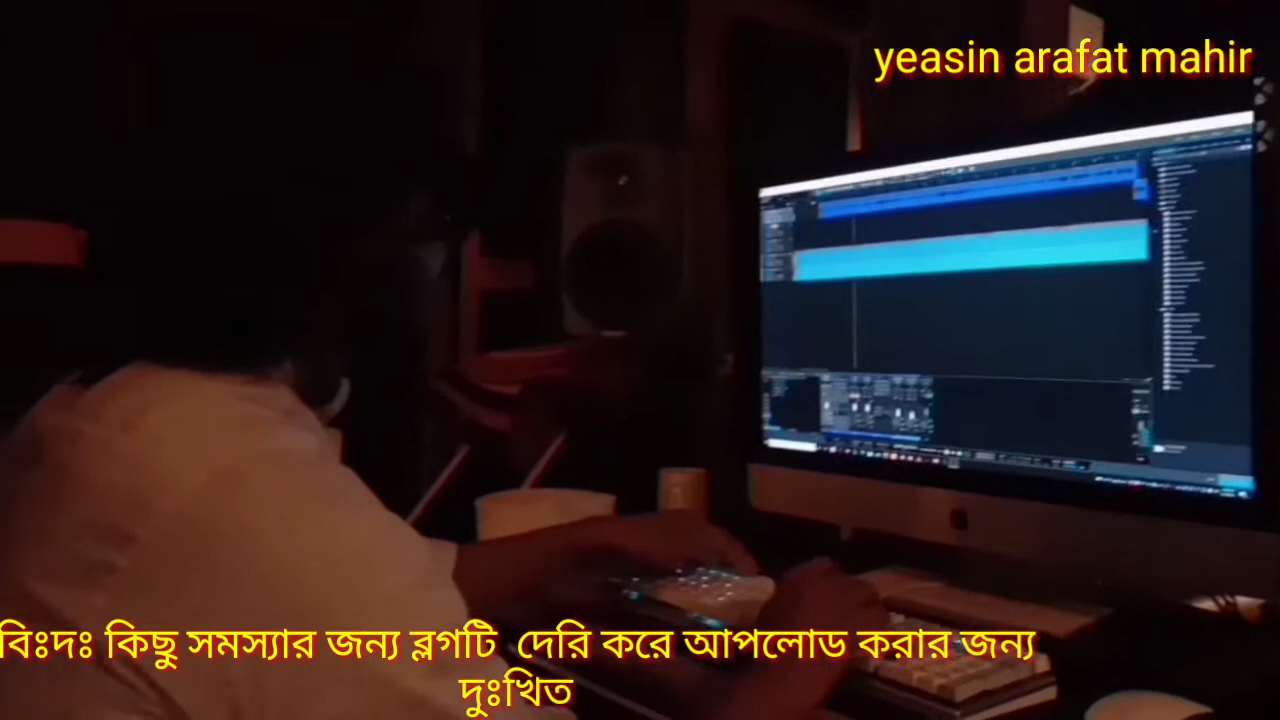 yeasin arafat mahir
বিঃদঃ কিছু সমস্যার জন্য ব্লগটি দেরি করে আপলোড করার জন্য
দুঃখিত